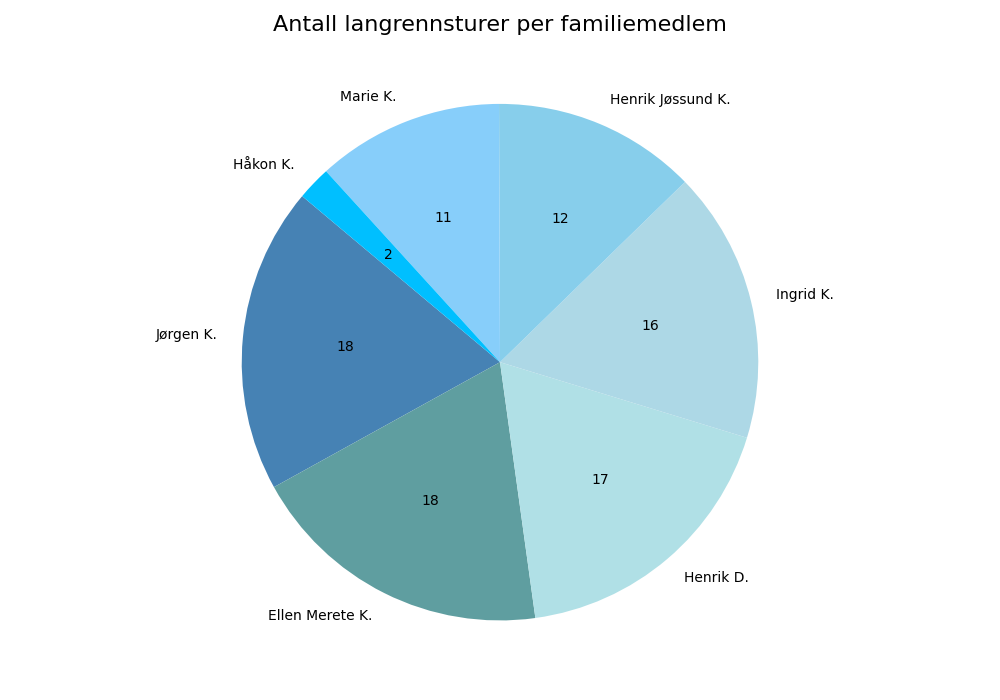 Antall langrennsturer per familiemedlem
Marie K.
Henrik Jøssund K.
Håkon K.
11
12
2
Ingrid K.
16
Jørgen K.
18
17
18
Henrik D.
Ellen Merete K.